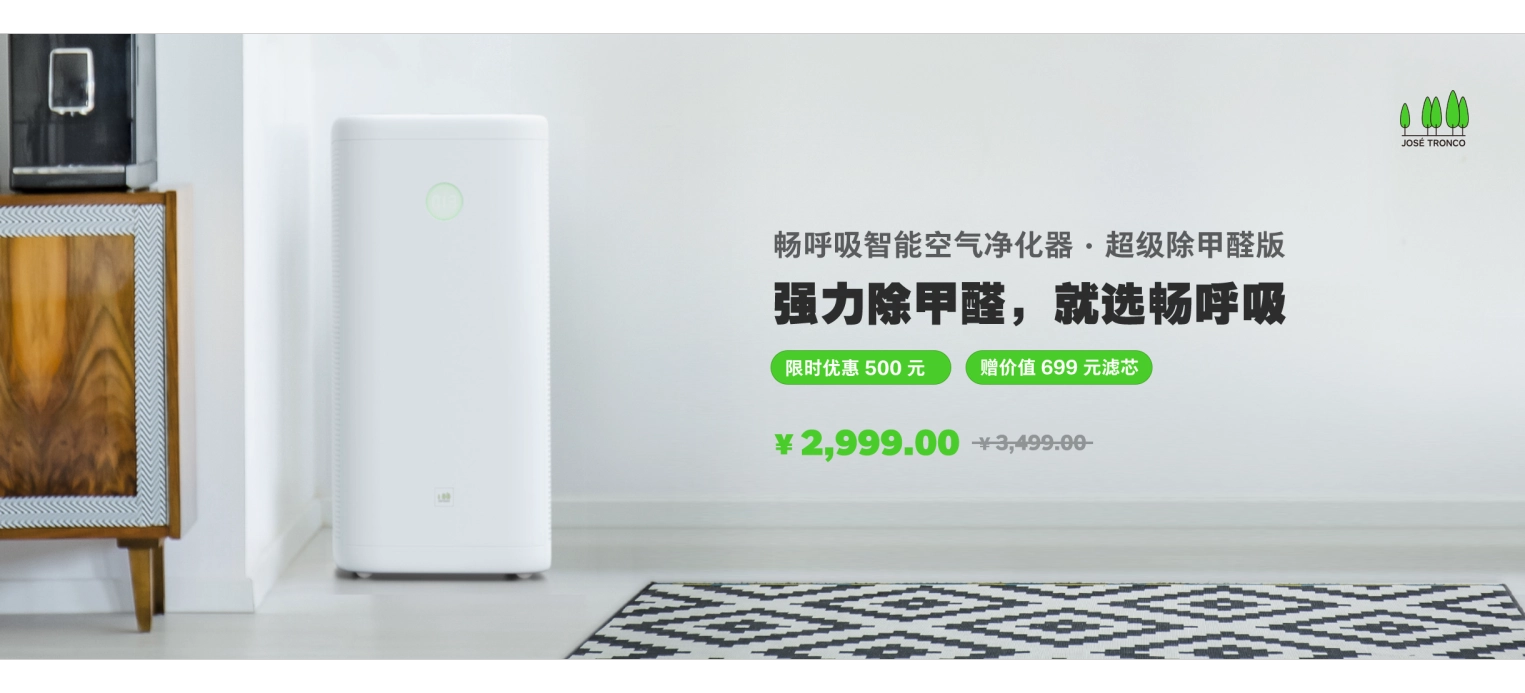 JOSÉ TRONCO
畅呼吸智能空气净化器 · 超级除甲醛版
强力除甲醛，就选畅呼吸
限时优惠 500 元 赠价值 699 元滤芯
¥ 2,999.00 ¥ 3,499.00